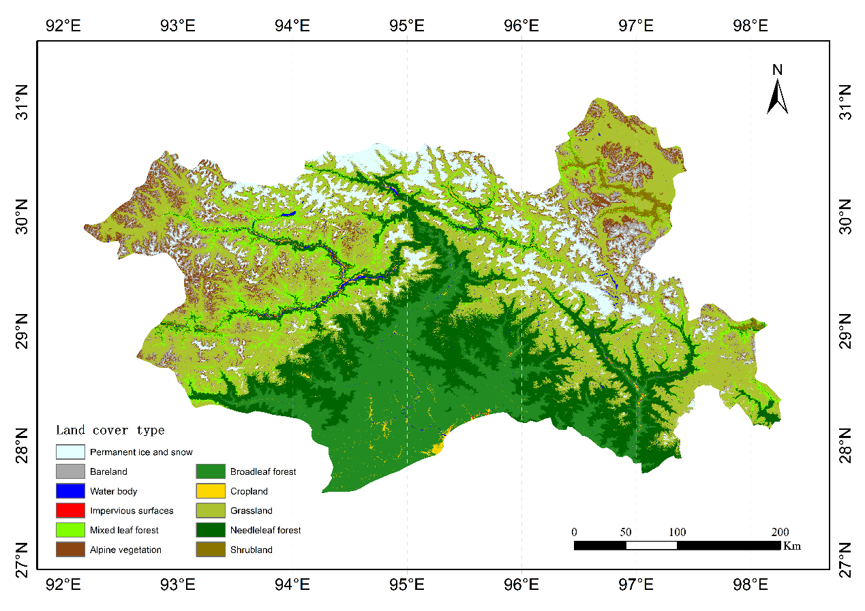 92°E 93°E 94°E 95°E 96°E 97°E 98°E
N
31°N 31°N
30°N 30°N
29°N 29°N
28°N 28°N
27°N 27°N
Land cover type
Permanent ice and snow
Bareland Broadleaf forest
Water body Cropland
Impervious surfaces Grassland
Mixed leaf forest Needleleaf forest
Alpine vegetation Shrubland
0 50 100 200
Km
92°E 93°E 94°E 95°E 96°E 97°E 98°E